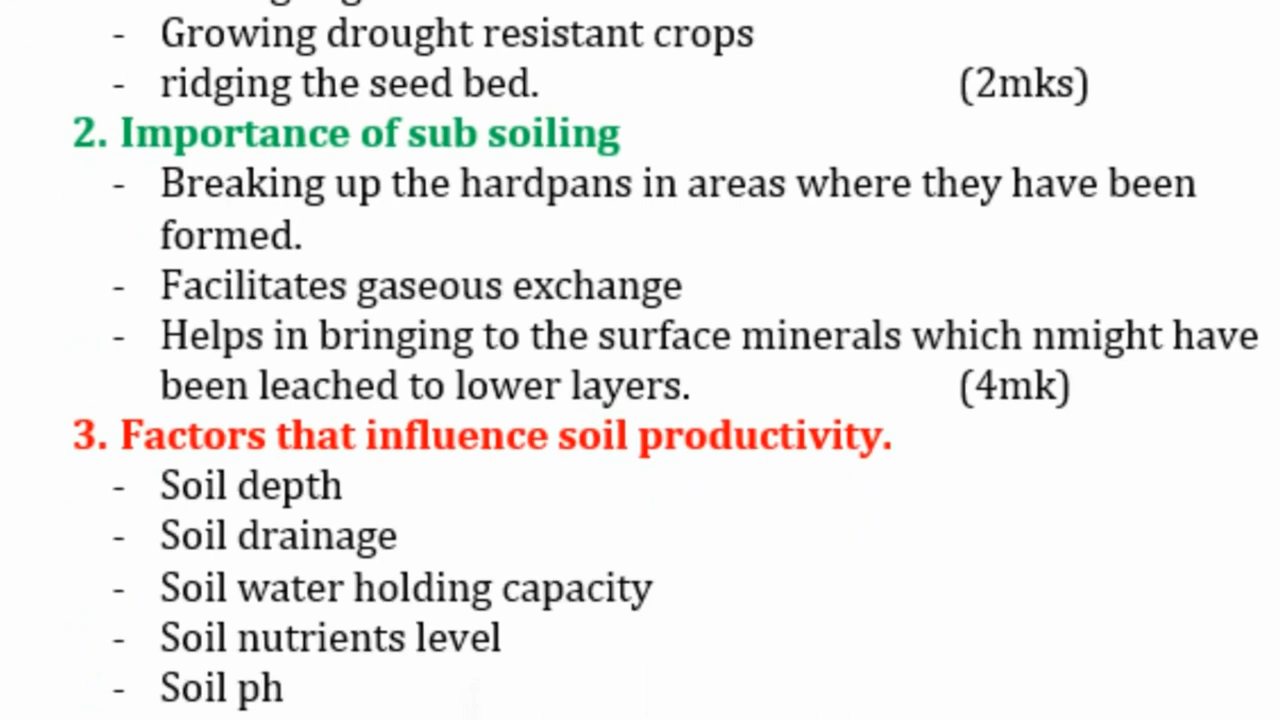 - Growing drought resistant crops
- ridging the seed bed. (2mks)
2. Importance of sub soiling
- Breaking up the hardpans in areas where they have been
formed.
- Facilitates gaseous exchange
- Helps in bringing to the surface minerals which nmight have
been leached to lower layers. (4mk)
3. Factors that influence soil productivity.
- Soil depth
- Soil drainage
- Soil water holding capacity
- Soil nutrients level
- Soil ph